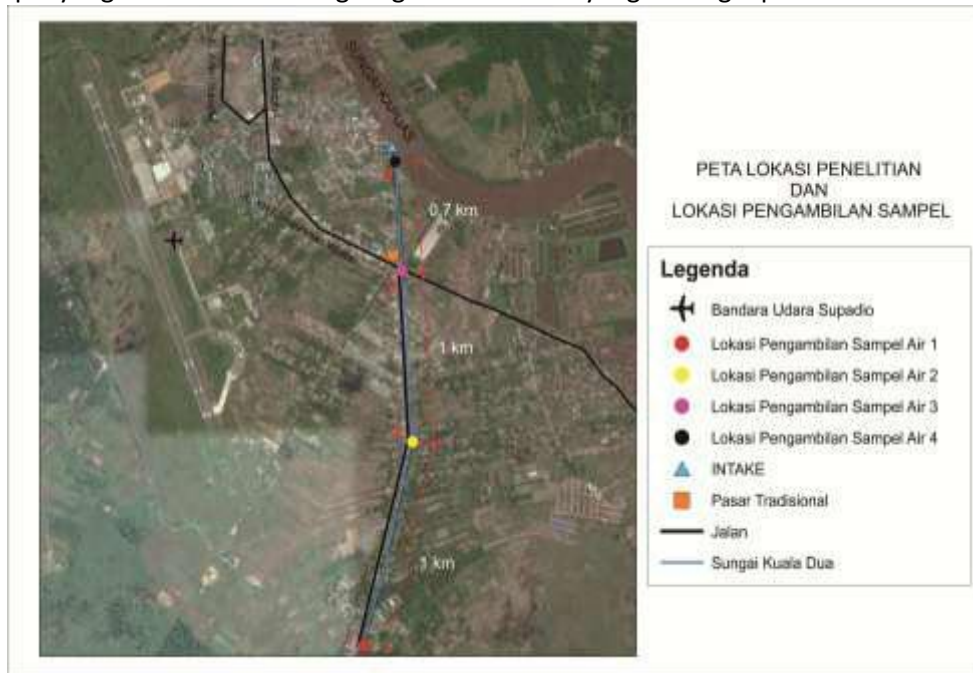 SUNGAI KAPUAS
0,7 km
1 km
1 km
PETA LOKASI PENELITIAN
DAN
LOKASI PENGAMBILAN SAMPEL
Legenda
Bandara Udara Supadio
Lokasi Pengambilan Sampel Air 1
Lokasi Pengambilan Sampel Air 2
Lokasi Pengambilan Sampel Air 3
Lokasi Pengambilan Sampel Air 4
INTAKE
Pasar Tradisional
Jalan
Sungai Kuala Dua